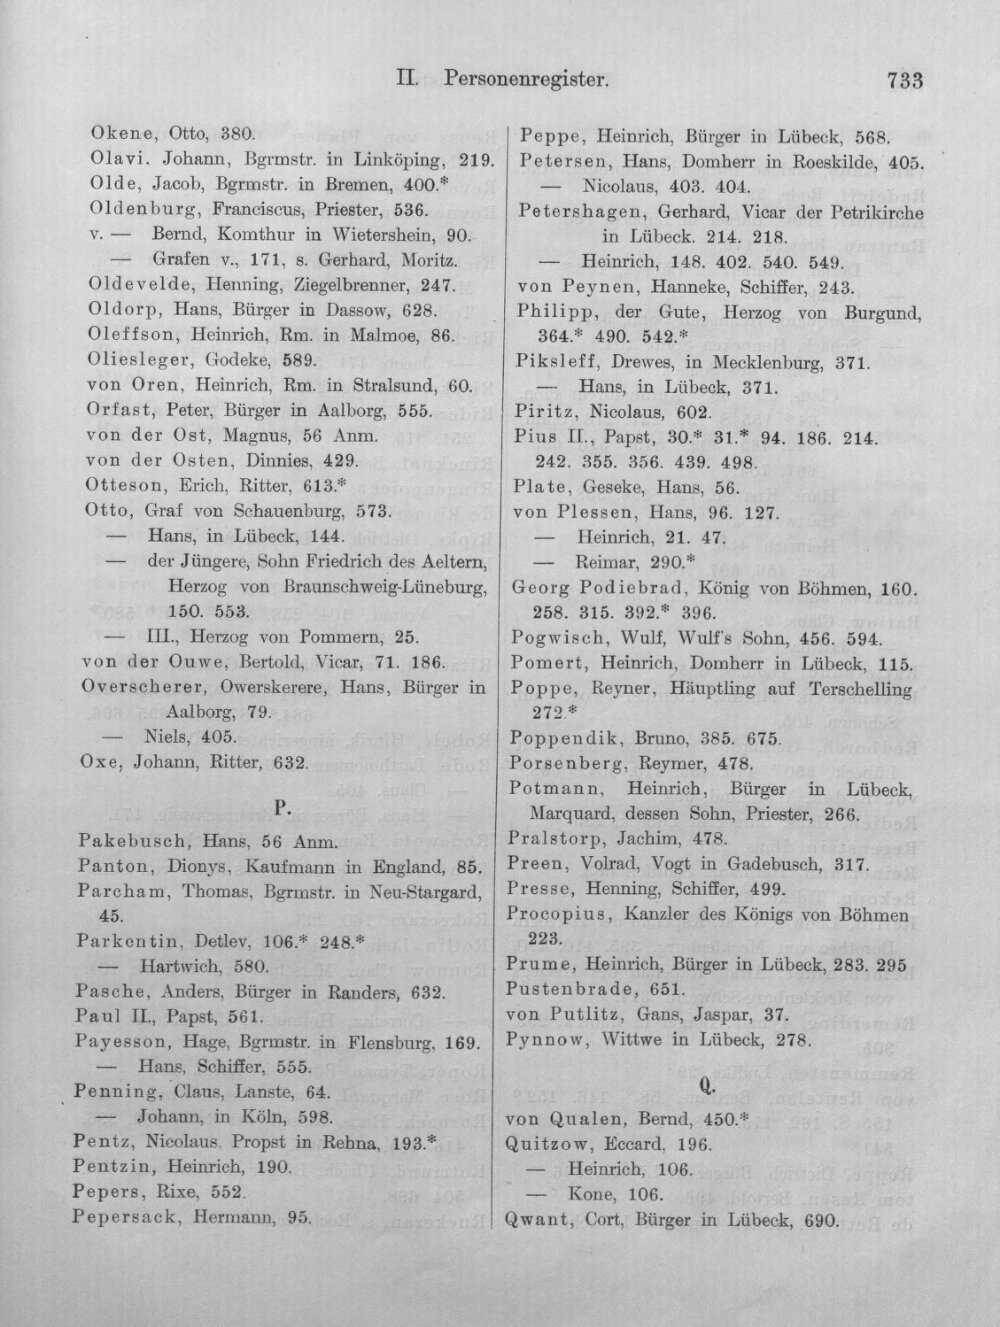 II. Personenregister. 733
Okene, Otto, 380.
Olavi, Johann, Bgrmstr. in Linköping, 219.
Olde, Jacob, Bgrmstr. in Bremen, 400.*
Oldenburg, Franciscus, Priester, 536.
v. — Bernd, Komthur in Wietershein, 90.
— Grafen v., 171, s. Gerhard, Moritz.
Oldevelde, Henning, Ziegelbrenner, 247.
Oldorp, Hans, Bürger in Dassow, 628.
Oleffson, Heinrich, Rm. in Malmoe, 86.
Oliesleger, Godeke, 589.
von Oren, Heinrich, Rm. in Stralsund, 60.
Orfast, Peter, Bürger in Aalborg, 555.
von der Ost, Magnus, 56 Anm.
von der Osten, Dinnies, 429.
Otteson, Erich, Ritter, 613.*
Otto, Graf von Schauenburg, 573.
— Hans, in Lübeck, 144.
— der Jüngere, Sohn Friedrich des Aeltern,
Herzog von Braunschweig-Lüneburg,
150. 553.
— III., Herzog von Pommern, 25.
von der Ouwe, Bertold, Vicar, 71. 186.
Overscherer, Owerskerere, Hans, Bürger in
Aalborg, 79.
— Niels, 405.
Oxe, Johann, Ritter, 632.
P.
Pakebusch, Hans, 56 Anm.
Panton, Dionys, Kaufmann in England, 85.
Parcham, Thomas, Bgrmstr. in Neu-Stargard,
45.
Parkentin, Detlev, 106.* 248.*
— Hartwich, 580.
Pasche, Anders, Bürger in Randers, 632.
Paul II., Papst, 561.
Payesson, Hage, Bgrmstr. in Flensburg, 169.
— Hans, Schiffer, 555.
Penning, Claus, Lanste, 64.
— Johann, in Köln, 598.
Pentz, Nicolaus, Propst in Rehna, 193.*
Pentzin, Heinrich, 190.
Pepers, Rixe, 552.
Pepersack, Hermann, 95.
Peppe, Heinrich, Bürger in Lübeck, 568.
Petersen, Hans, Domherr in Roeskilde, 405.
— Nicolaus, 403. 404.
Petershagen, Gerhard, Vicar der Petrikirche
in Lübeck. 214. 218.
— Heinrich, 148. 402. 540. 549.
von Peynen, Hanneke, Schiffer, 243.
Philipp, der Gute, Herzog von Burgund,
364.* 490. 542.*
Piksleff, Drewes, in Mecklenburg, 371.
— Hans, in Lübeck, 371.
Piritz, Nicolaus, 602.
Pius II., Papst, 30.* 31.* 94. 186. 214.
242. 355. 356. 439. 498.
Plate, Geseke, Hans, 56.
von Plessen, Hans, 96. 127.
— Heinrich, 21. 47.
— Reimar, 290.*
Georg Podiebrad, König von Böhmen, 160.
258. 315. 392.* 396.
Pogwisch, Wulf, Wulf's Sohn, 456. 594.
Pomert, Heinrich, Domherr in Lübeck, 115.
Poppe, Reyner, Häuptling auf Terschelling
272.*
Poppendik, Bruno, 385. 675.
Porsenberg, Reymer, 478.
Potmann, Heinrich, Bürger in Lübeck,
Marquard, dessen Sohn, Priester, 266.
Pralstorp, Jachim, 478.
Preen, Volrad, Vogt in Gadebusch, 317.
Presse, Henning, Schiffer, 499.
Procopius, Kanzler des Königs von Böhmen
223.
Prume, Heinrich, Bürger in Lübeck, 283. 295
Pustenbrade, 651.
von Putlitz, Gans, Jaspar, 37.
Pynnow, Wittwe in Lübeck, 278.
Q.
von Qualen, Bernd, 450.*
Quitzow, Eccard, 196.
— Heinrich, 106.
— Kone, 106.
Qwant, Cort, Bürger in Lübeck, 690.